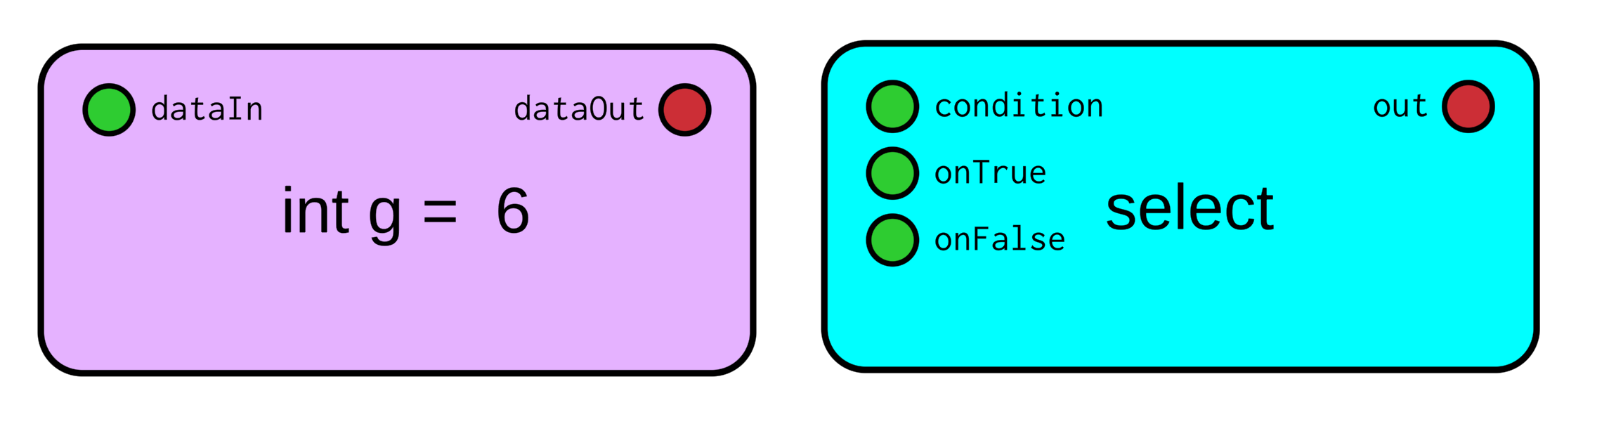 dataIn
dataOut
int g =  6
condition
out
onTrue
select
onFalse